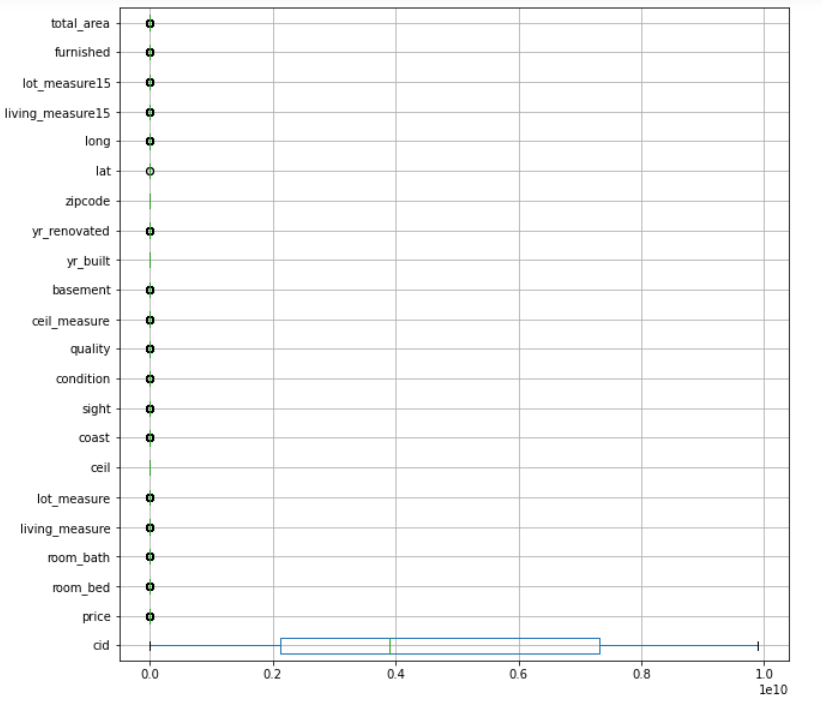 total_area
furnished
lot_measure15
living_measure15
long
lat
zipcode
yr_renovated
yr_built
basement
ceil_measure
quality
condition
sight
coast
ceil
lot_measure
living_measure
room_bath
room_bed
price
cid
0.0 0.2 0.4 0.6 0.8 1.0
1e10